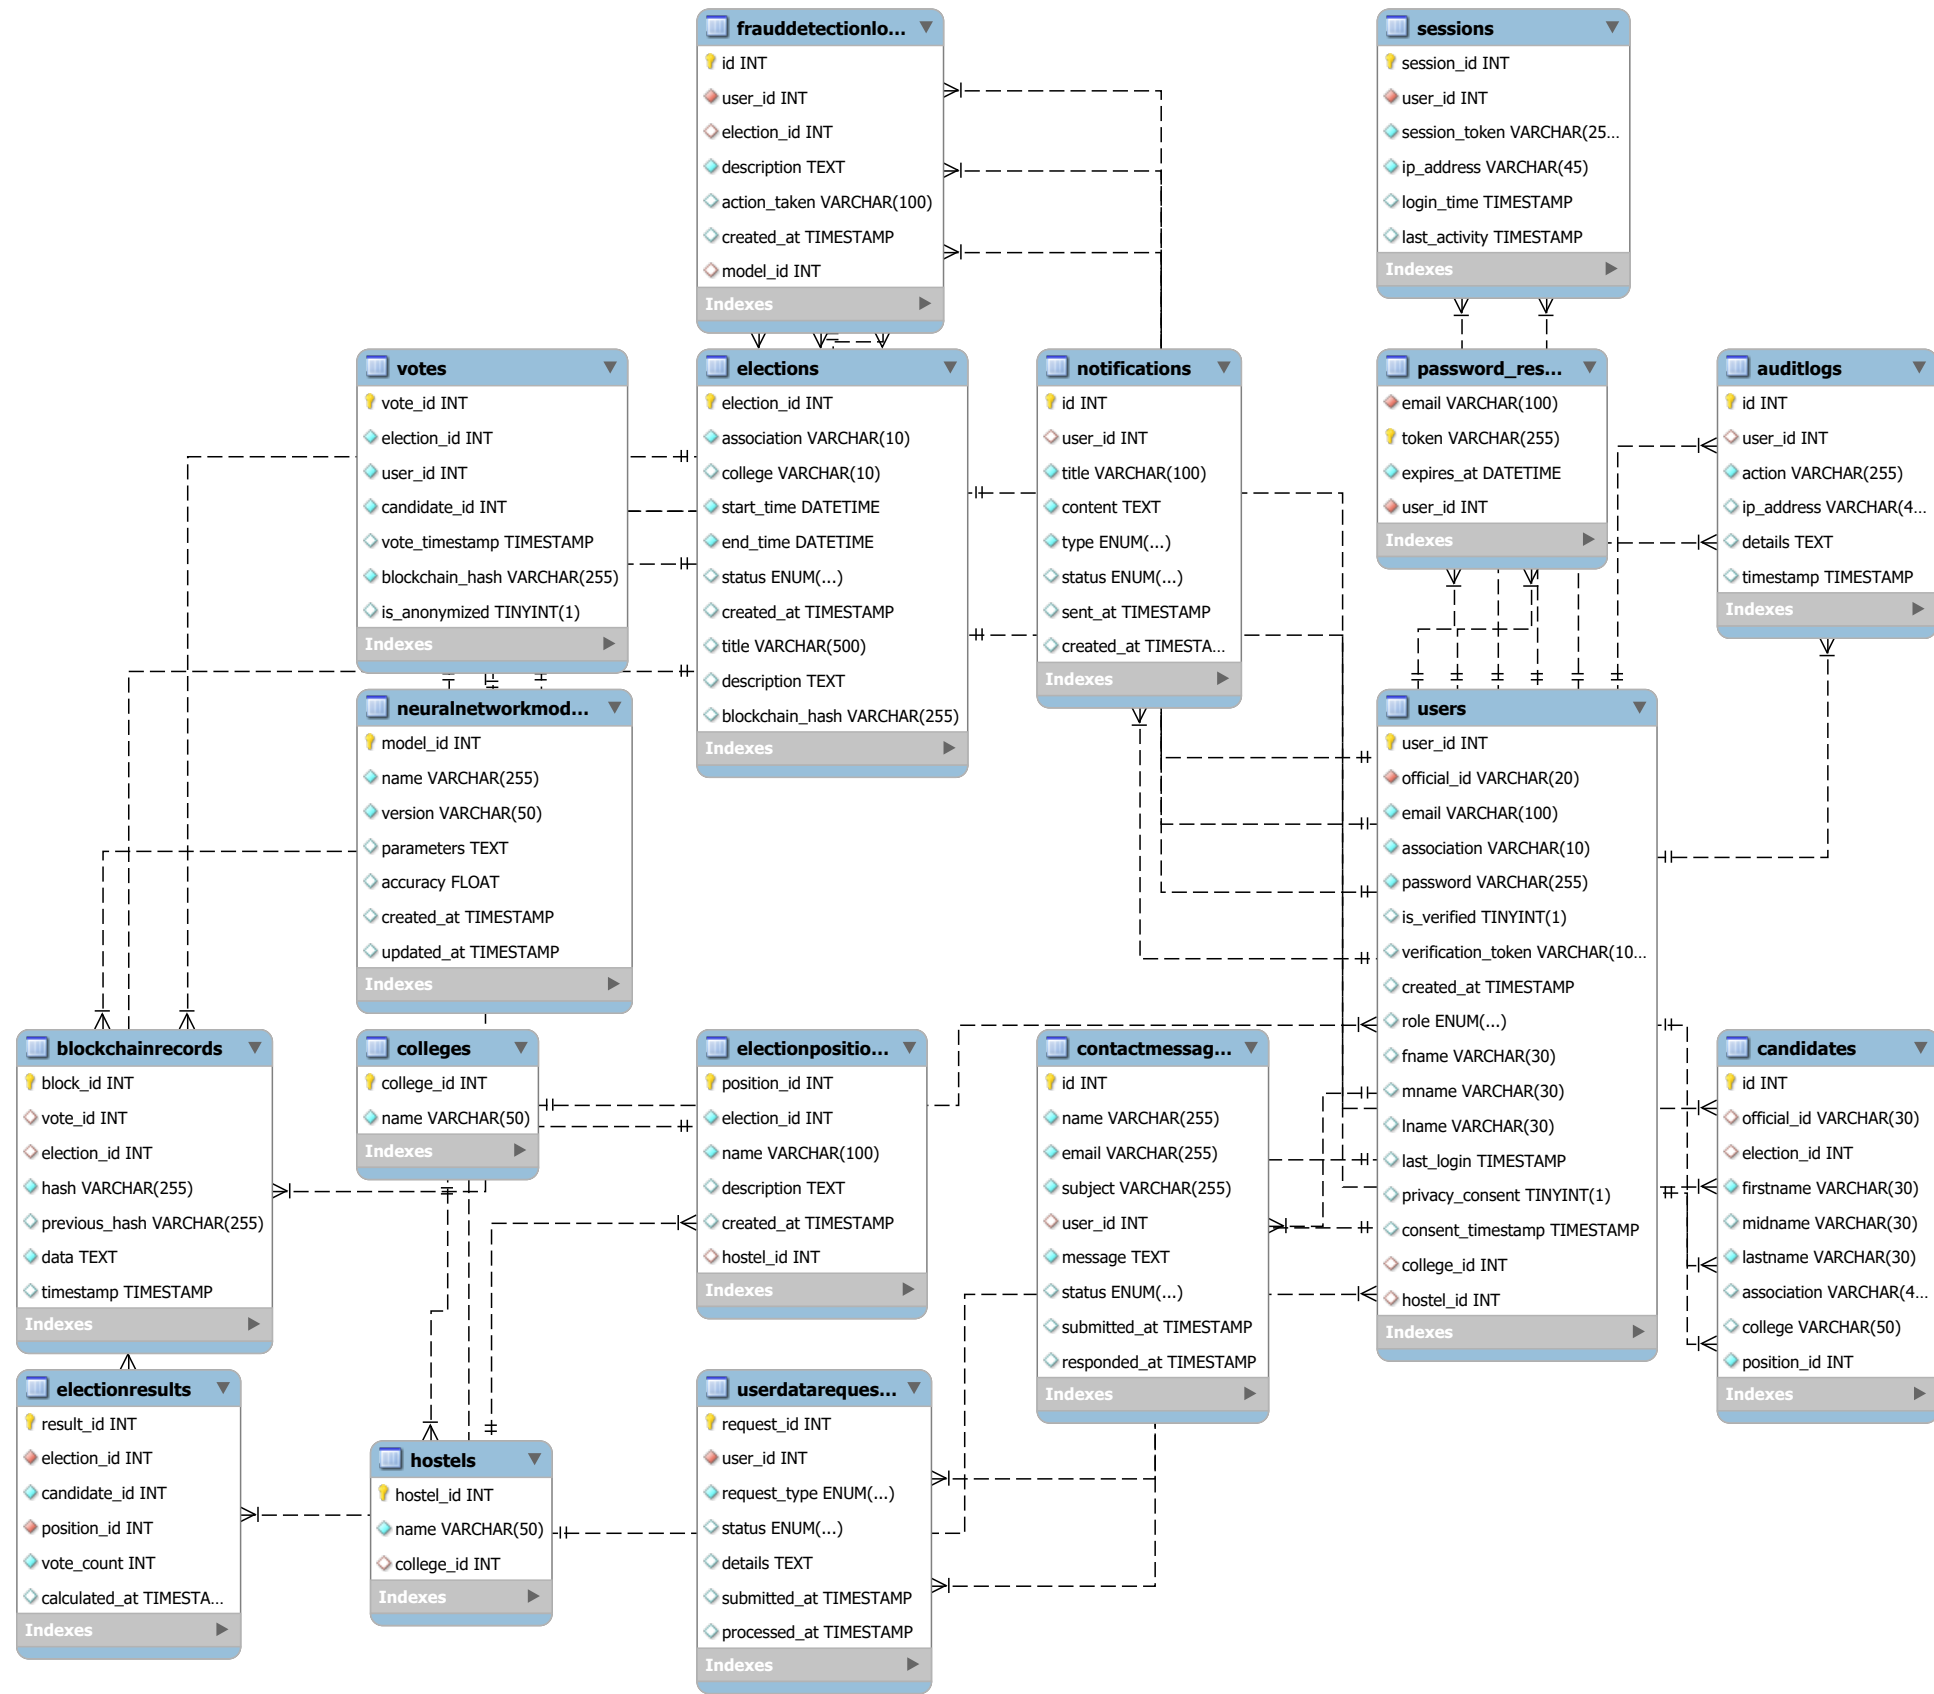 frauddetectionlo...
id INT
user_id INT
election_id INT
description TEXT
action_taken VARCHAR(100)
created_at TIMESTAMP
model_id INT
Indexes
sessions
session_id INT
user_id INT
session_token VARCHAR(25...
ip_address VARCHAR(45)
login_time TIMESTAMP
last_activity TIMESTAMP
Indexes
votes
vote_id INT
election_id INT
user_id INT
candidate_id INT
vote_timestamp TIMESTAMP
blockchain_hash VARCHAR(255)
is_anonymized TINYINT(1)
Indexes
elections
election_id INT
association VARCHAR(10)
college VARCHAR(10)
start_time DATETIME
end_time DATETIME
status ENUM(...)
created_at TIMESTAMP
title VARCHAR(500)
description TEXT
blockchain_hash VARCHAR(255)
Indexes
notifications
id INT
user_id INT
title VARCHAR(100)
content TEXT
type ENUM(...)
status ENUM(...)
sent_at TIMESTAMP
created_at TIMESTA...
Indexes
password_res...
email VARCHAR(100)
token VARCHAR(255)
expires_at DATETIME
user_id INT
Indexes
auditlogs
id INT
user_id INT
action VARCHAR(255)
ip_address VARCHAR(4...
details TEXT
timestamp TIMESTAMP
Indexes
neuralnetworkmod...
model_id INT
name VARCHAR(255)
version VARCHAR(50)
parameters TEXT
accuracy FLOAT
created_at TIMESTAMP
updated_at TIMESTAMP
Indexes
users
user_id INT
official_id VARCHAR(20)
email VARCHAR(100)
association VARCHAR(10)
password VARCHAR(255)
is_verified TINYINT(1)
verification_token VARCHAR(10...
created_at TIMESTAMP
role ENUM(...)
fname VARCHAR(30)
mname VARCHAR(30)
lname VARCHAR(30)
last_login TIMESTAMP
privacy_consent TINYINT(1)
consent_timestamp TIMESTAMP
college_id INT
hostel_id INT
Indexes
blockchainrecords
block_id INT
vote_id INT
election_id INT
hash VARCHAR(255)
previous_hash VARCHAR(255)
data TEXT
timestamp TIMESTAMP
Indexes
colleges
college_id INT
name VARCHAR(50)
Indexes
electionpositio...
position_id INT
election_id INT
name VARCHAR(100)
description TEXT
created_at TIMESTAMP
hostel_id INT
Indexes
contactmessag...
id INT
name VARCHAR(255)
email VARCHAR(255)
subject VARCHAR(255)
user_id INT
message TEXT
status ENUM(...)
submitted_at TIMESTAMP
responded_at TIMESTAMP
Indexes
candidates
id INT
official_id VARCHAR(30)
election_id INT
firstname VARCHAR(30)
midname VARCHAR(30)
lastname VARCHAR(30)
association VARCHAR(4...
college VARCHAR(50)
position_id INT
Indexes
electionresults
result_id INT
election_id INT
candidate_id INT
position_id INT
vote_count INT
calculated_at TIMESTA...
Indexes
hostels
hostel_id INT
name VARCHAR(50)
college_id INT
Indexes
userdatareques...
request_id INT
user_id INT
request_type ENUM(...)
status ENUM(...)
details TEXT
submitted_at TIMESTAMP
processed_at TIMESTAMP
Indexes